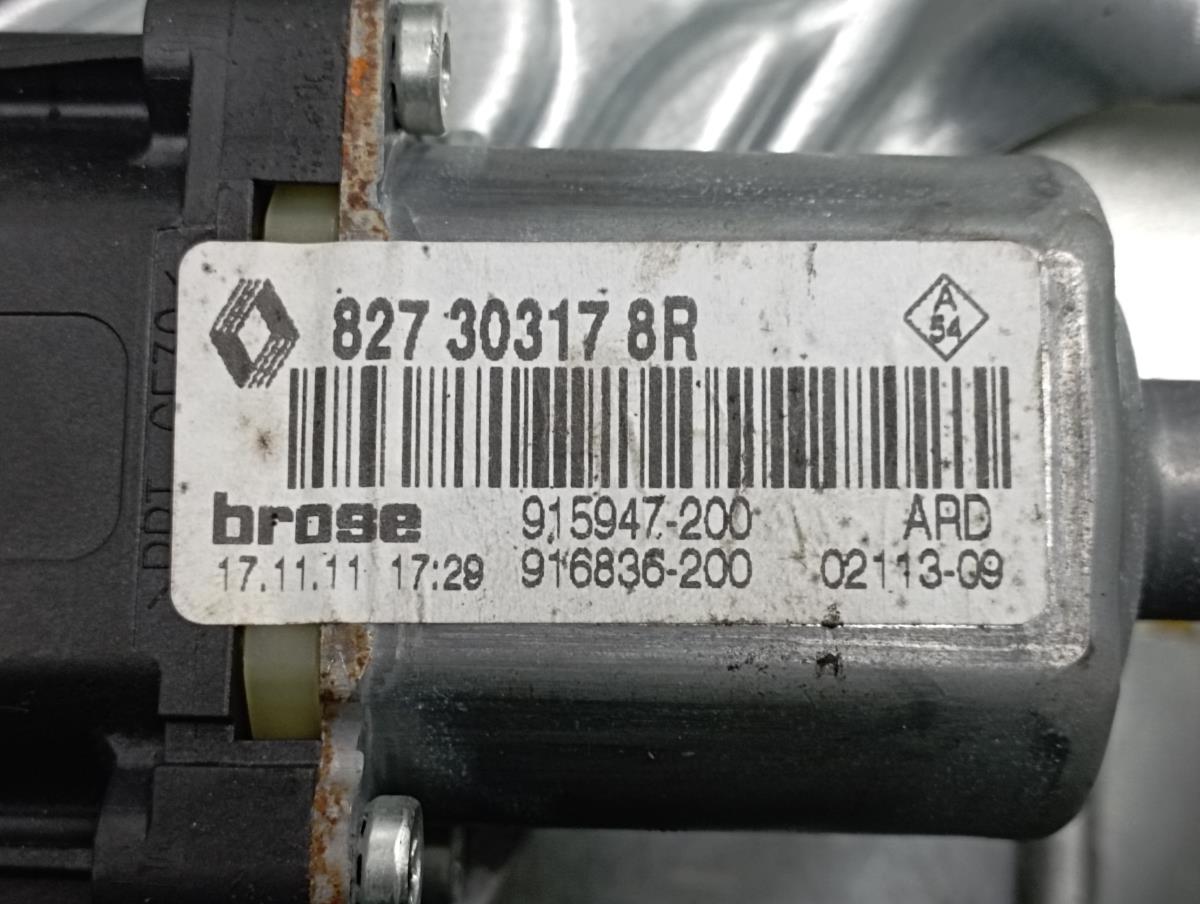 827 30317 8R
A
54
brose 915947-200 ARD
17.11.11 17:29 916836-200 02113-09